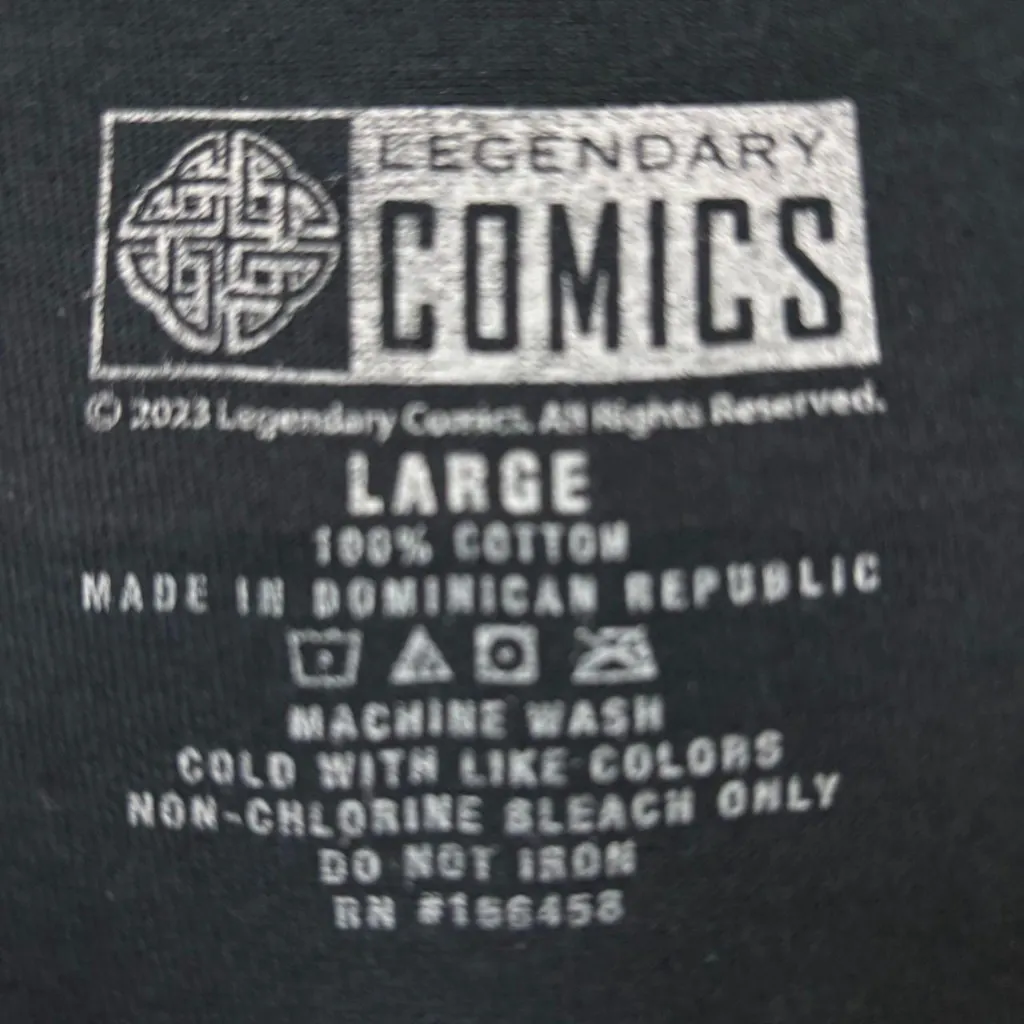 LEGENDARY
COMICS
© 2023 Legendary Comics. All Rights Reserved.
LARGE
100% COTTON
MADE IN DOMINICAN REPUBLIC
MACHINE WASH
COLD WITH LIKE COLORS
NON-CHLORINE BLEACH ONLY
DO NOT IRON
RN #156458